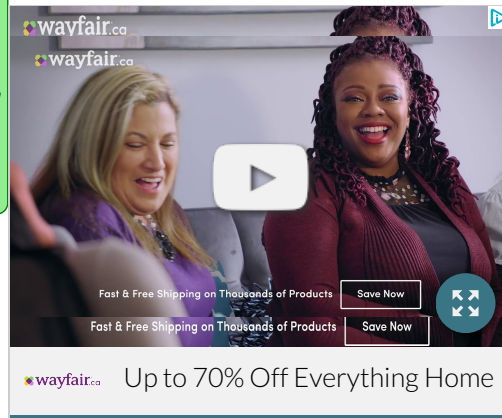 wayfair.ca
wayfair.ca
Fast & Free Shipping on Thousands of Products Save Now
Fast & Free Shipping on Thousands of Products Save Now
wayfair.ca Up to 70% Off Everything Home